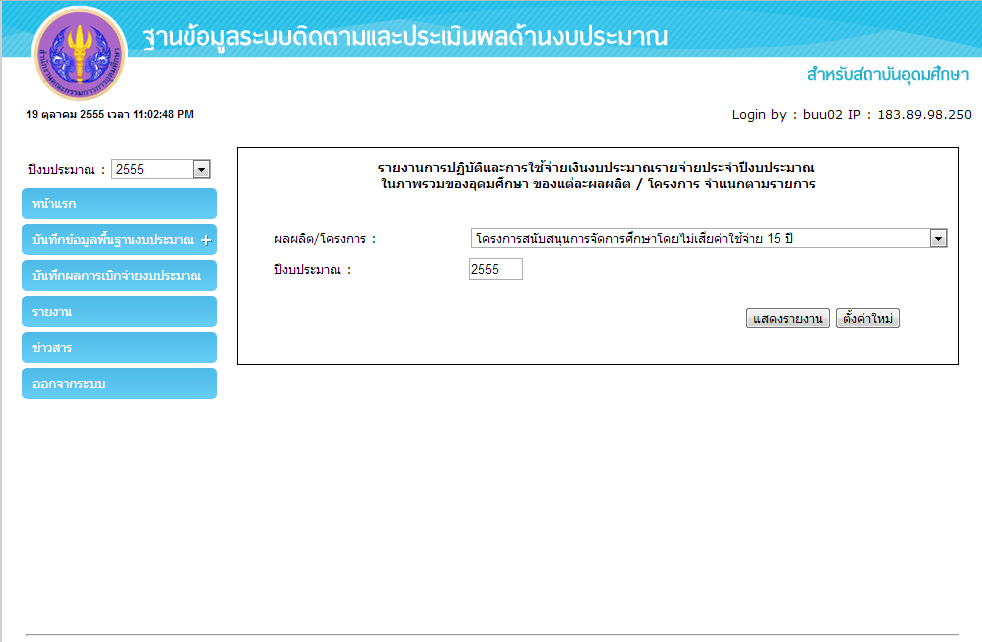 ฐานข้อมูลระบบติดตามและประเมินผลด้านงบประมาณ
สำหรับสถาบันอุดมศึกษา
19 ตุลาคม 2555 เวลา 11:02:48 PM
Login by : buu02 IP : 183.89.98.250
ปีงบประมาณ : 2555
หน้าแรก
บันทึกข้อมูลพื้นฐานงบประมาณ +
บันทึกผลการเบิกจ่ายงบประมาณ
รายงาน
ข่าวสาร
ออกจากระบบ
รายงานการปฏิบัติและการใช้จ่ายเงินงบประมาณรายจ่ายประจำปีงบประมาณ
ในภาพรวมของอุดมศึกษา ของแต่ละผลผลิต / โครงการ จำแนกตามรายการ
ผลผลิต/โครงการ : โครงการสนับสนุนการจัดการศึกษาโดยไม่เสียค่าใช้จ่าย 15 ปี
ปีงบประมาณ : 2555
แสดงรายงาน ตั้งค่าใหม่